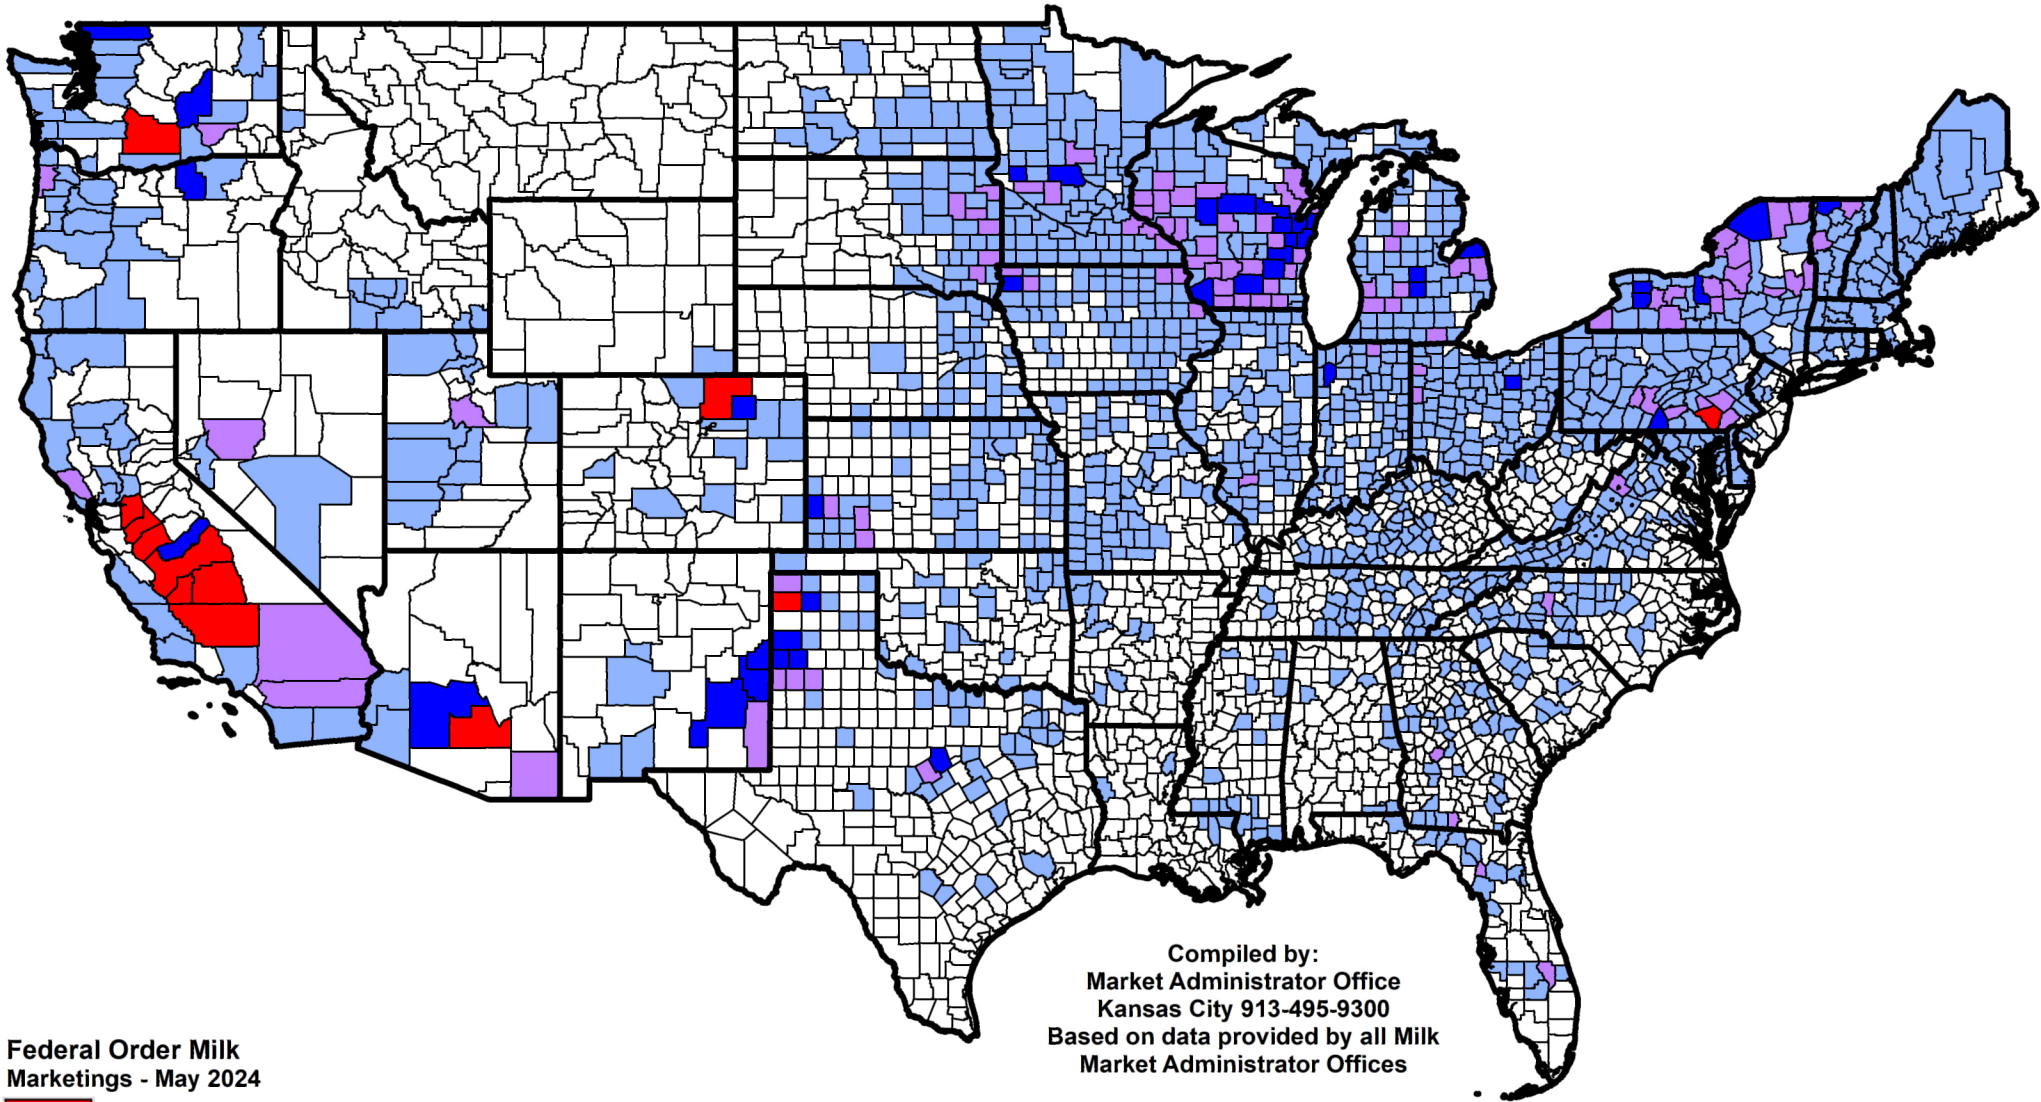 Compiled by:
Market Administrator Office
Kansas City 913-495-9300
Based on data provided by all Milk
Market Administrator Offices
Federal Order Milk
Marketings - May 2024